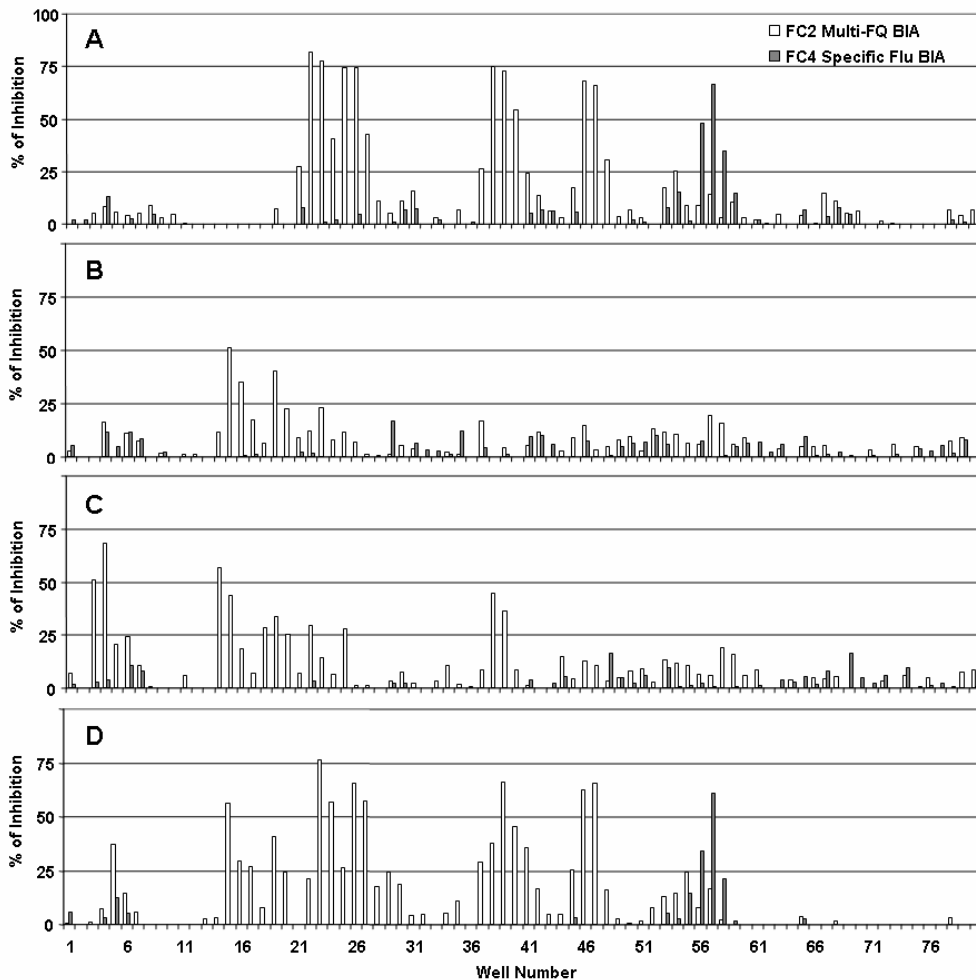 100
A
FC2 Multi-FQ BIA
FC4 Specific Flu BIA
75
50
25
0
% of Inhibition
B
75
50
25
0
% of Inhibition
C
75
50
25
0
% of Inhibition
D
75
50
25
0
% of Inhibition
1 6 11 16 21 26 31 36 41 46 51 56 61 66 71 76
Well Number